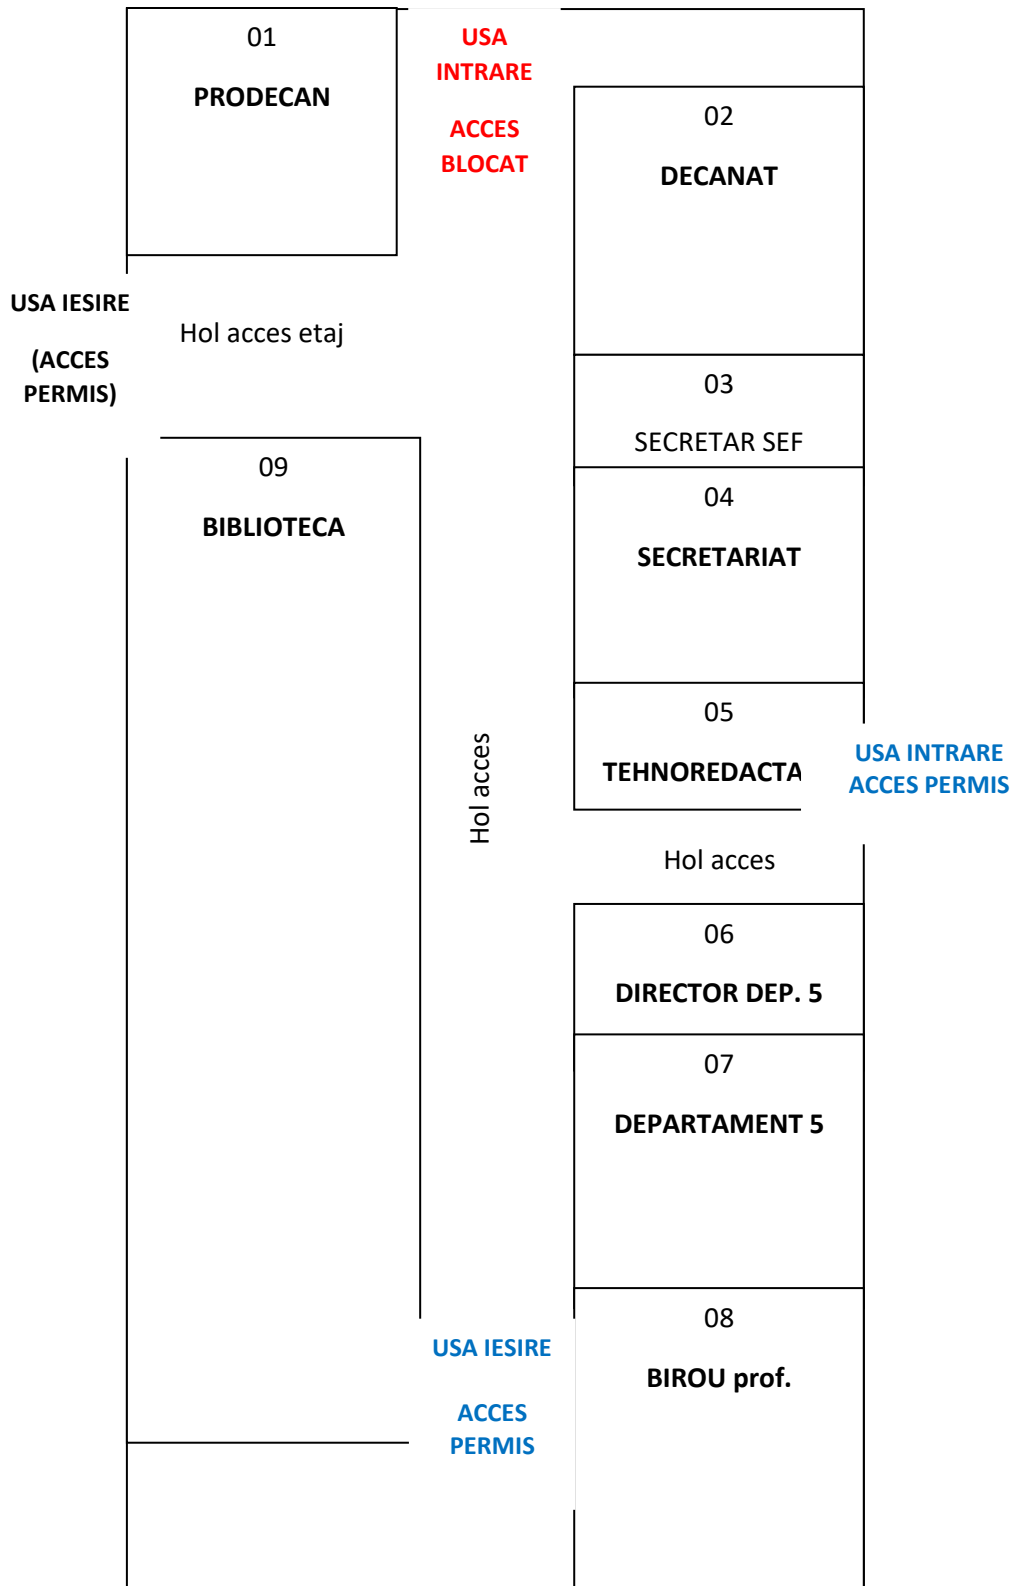 01
PRODECAN
USA
INTRARE
ACCES
BLOCAT
02
DECANAT
USA IESIRE
(ACCES
PERMIS)
Hol acces etaj
03
SECRETAR SEF
09
BIBLIOTECA
04
SECRETARIAT
05
TEHNOREDACTA
USA INTRARE
ACCES PERMIS
Hol acces
Hol acces
06
DIRECTOR DEP. 5
07
DEPARTAMENT 5
08
BIROU prof.
USA IESIRE
ACCES
PERMIS